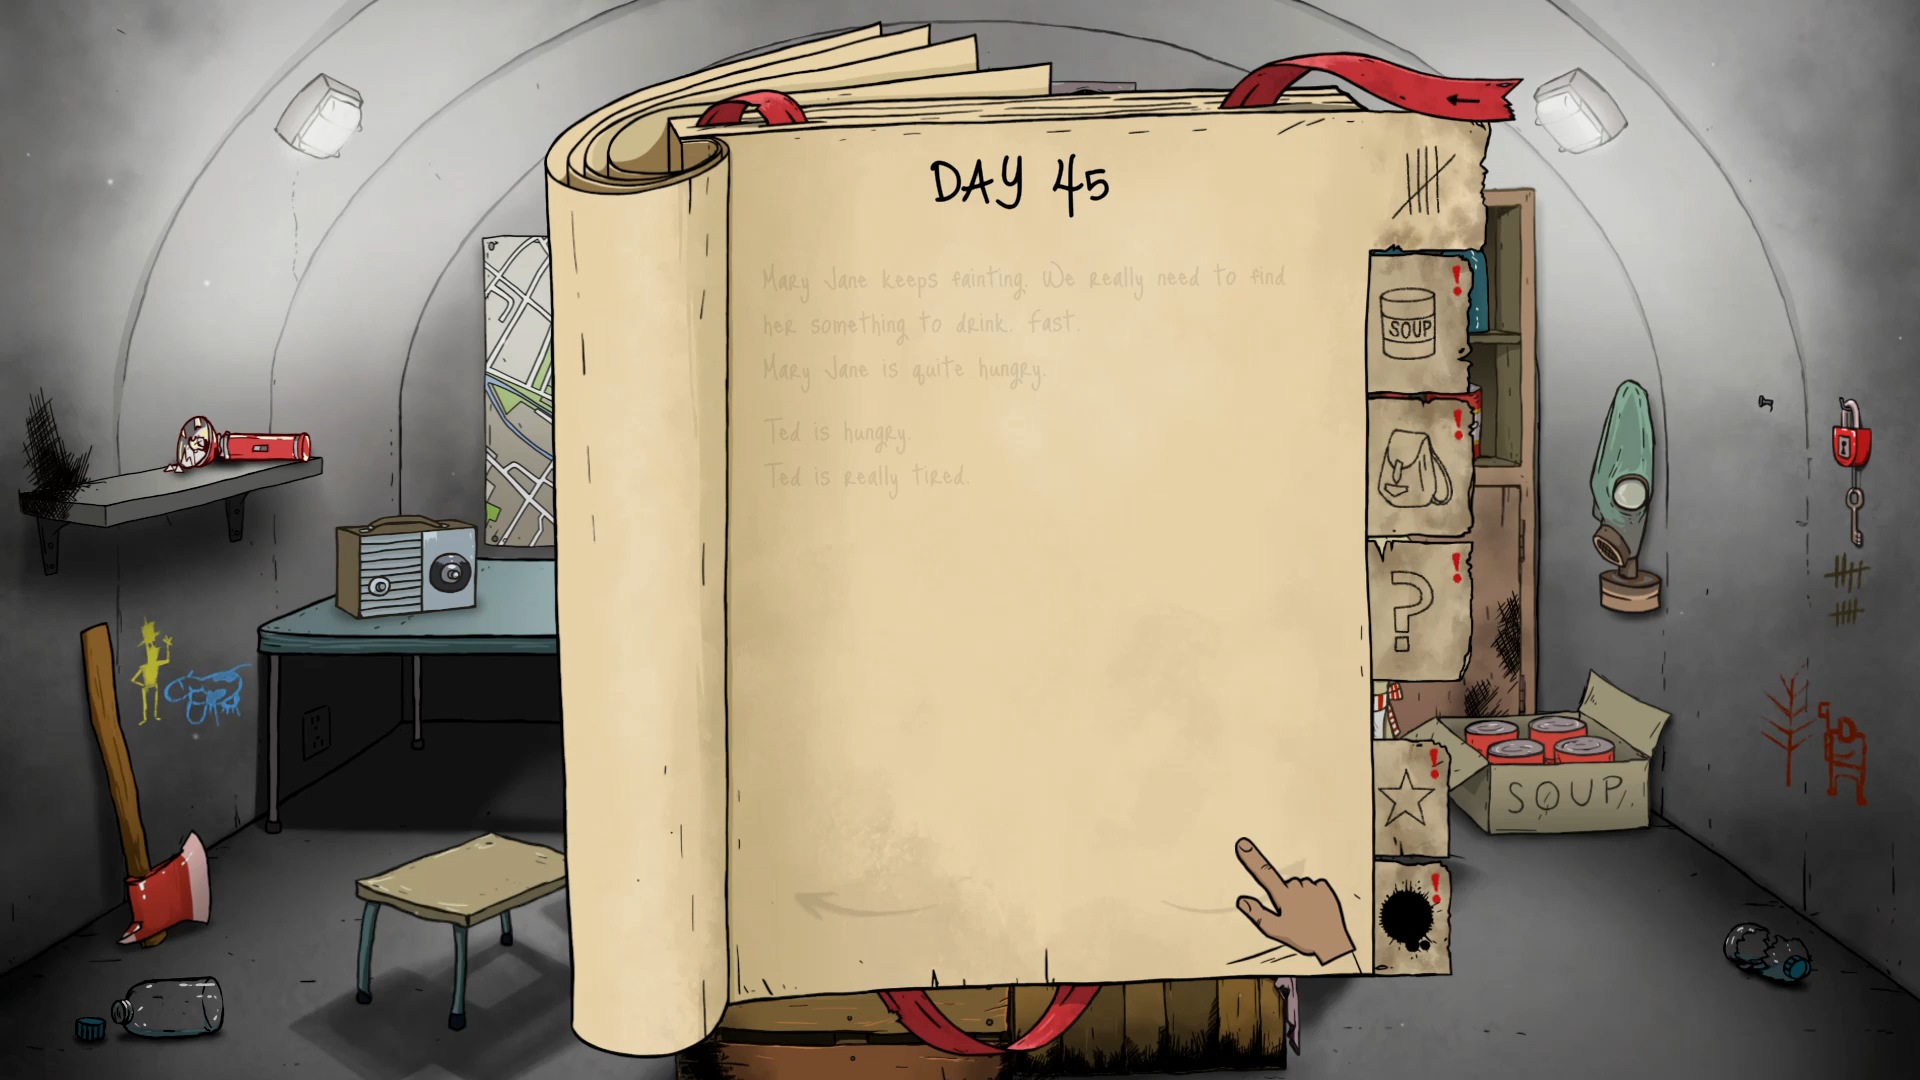 DAY 45
Mary Jane keeps fainting. We really need to find
her something to drink. Fast.
Mary Jane is quite hungry.
Ted is hungry.
Ted is really tired.
SOUP
SOUP